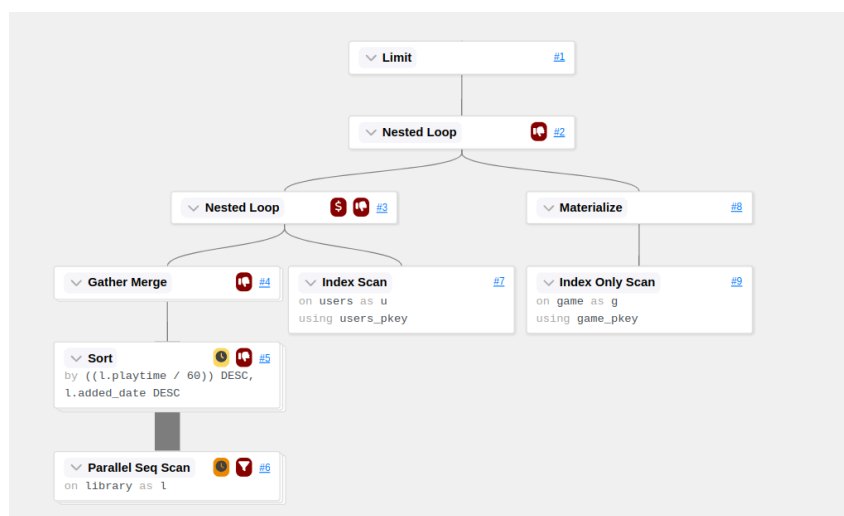 Limit #1
Nested Loop #2
Nested Loop $ #3
Materialize #8
Gather Merge #4
Index Scan #7
on users as u
using users_pkey
Index Only Scan #9
on game as g
using game_pkey
Sort #5
by ((l.playtime / 60)) DESC,
l.added_date DESC
Parallel Seq Scan #6
on library as l